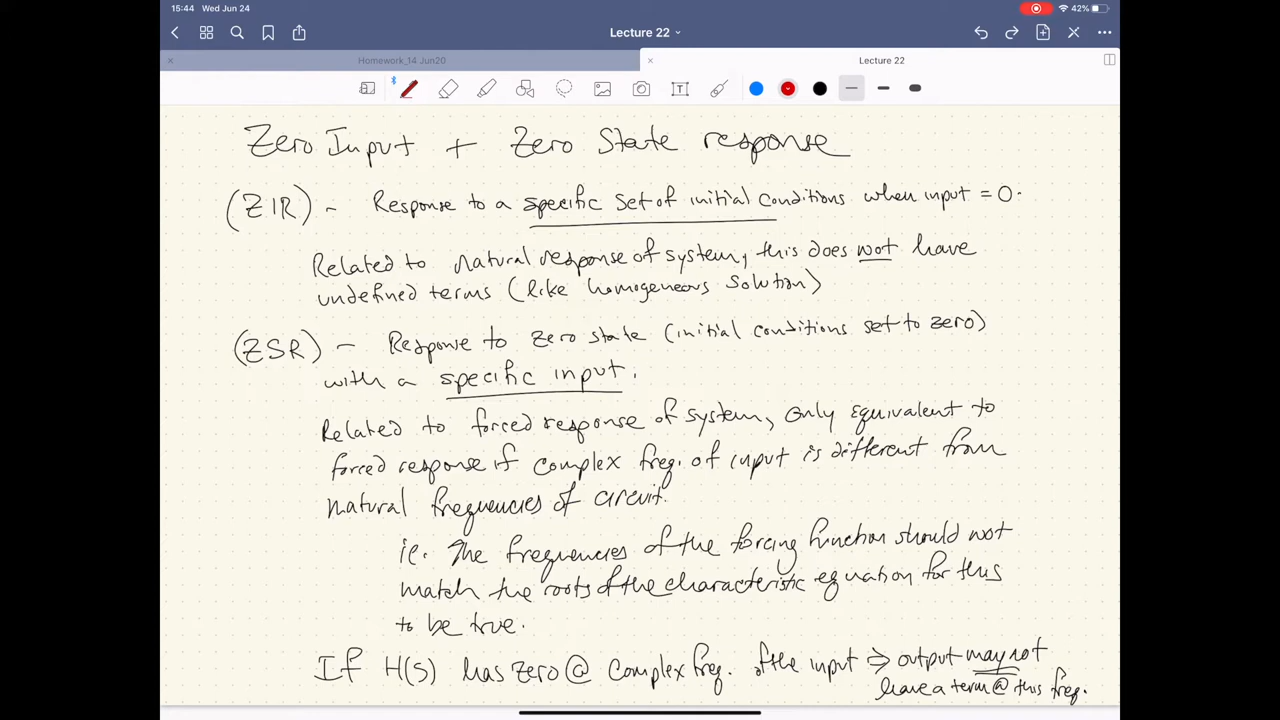 15:44 Wed Jun 24
42%
Lecture 22
Homework_14 Jun20
Lecture 22
T
Zero Input + Zero State response
(ZIR) - Response to a specific set of initial conditions when input = 0.
Related to natural response of system, this does not have
undefined terms (like homogeneous solution)
(ZSR) - Response to zero state (initial conditions set to zero)
with a specific input.
Related to forced response of system, only equivalent to
forced response if complex freq. of input is different from
natural frequencies of circuit.
ie. The frequencies of the forcing function should not
match the roots of the characteristic equation for this
to be true.
If H(s) has zero @ complex freq. of the input ⇒ output may not
have a term @ this freq.